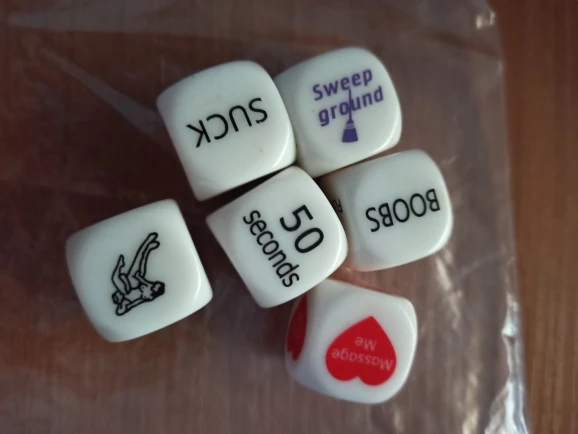 Sweep
ground
SUCK
BOOBS
50
seconds
Massage
Me